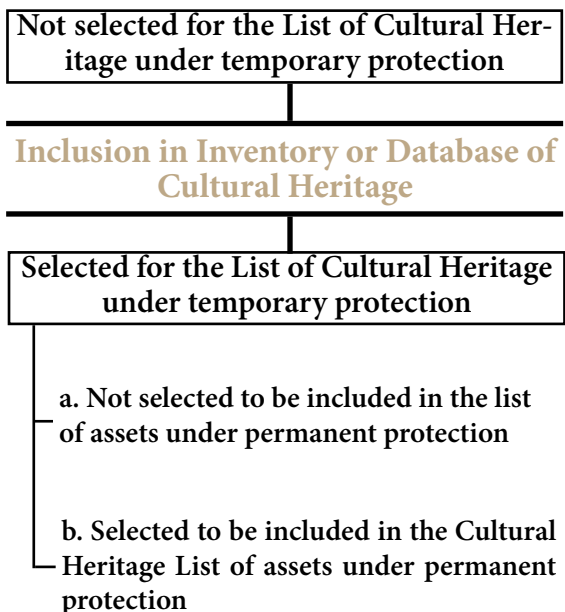 Not selected for the List of Cultural Her-
itage under temporary protection
Inclusion in Inventory or Database of
Cultural Heritage
Selected for the List of Cultural Heritage
under temporary protection
a. Not selected to be included in the list
of assets under permanent protection
b. Selected to be included in the Cultural
Heritage List of assets under permanent
protection